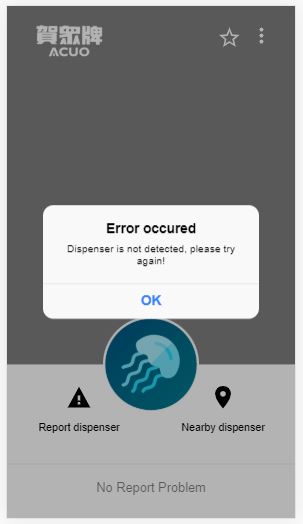 賀眾牌
ACUO
Error occured
Dispenser is not detected, please try
again!
OK
Report dispenser
Nearby dispenser
No Report Problem